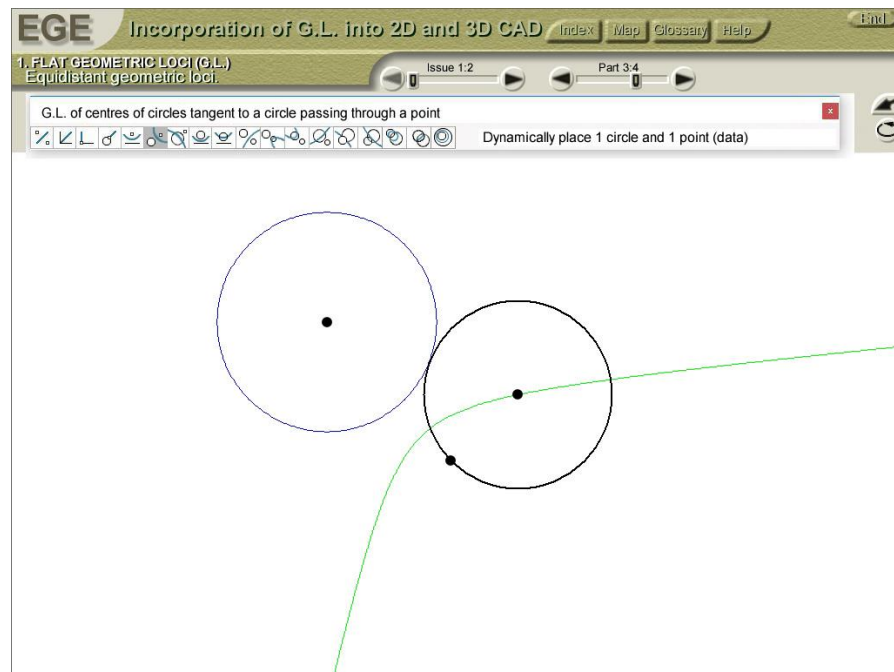 EGE Incorporation of G.L. into 2D and 3D CAD Index Map Glossary Help End
1. FLAT GEOMETRIC LOCI (G.L.)
Equidistant geometric loci.
Issue 1:2
Part 3:4
G.L. of centres of circles tangent to a circle passing through a point x
Dynamically place 1 circle and 1 point (data)